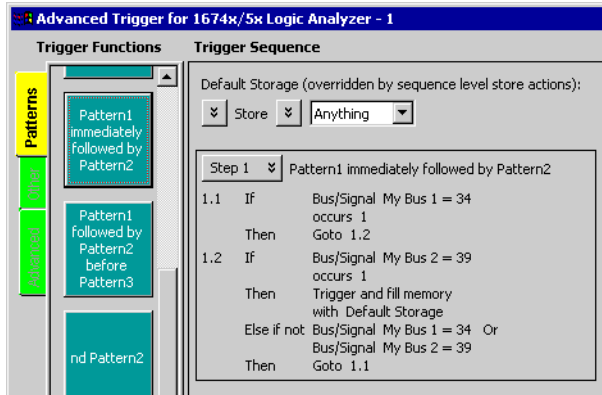 Advanced Trigger for 1674x/5x Logic Analyzer - 1
Trigger Functions
Trigger Sequence
Patterns
Other
Advanced
Pattern1
immediately
followed by
Pattern2
Pattern1
followed by
Pattern2
before
Pattern3
nd Pattern2
Default Storage (overridden by sequence level store actions):
Store Anything
Step 1 Pattern1 immediately followed by Pattern2
1.1 If Bus/Signal My Bus 1 = 34
occurs 1
Then Goto 1.2
1.2 If Bus/Signal My Bus 2 = 39
occurs 1
Then Trigger and fill memory
with Default Storage
Else if not Bus/Signal My Bus 1 = 34 Or
Bus/Signal My Bus 2 = 39
Then Goto 1.1